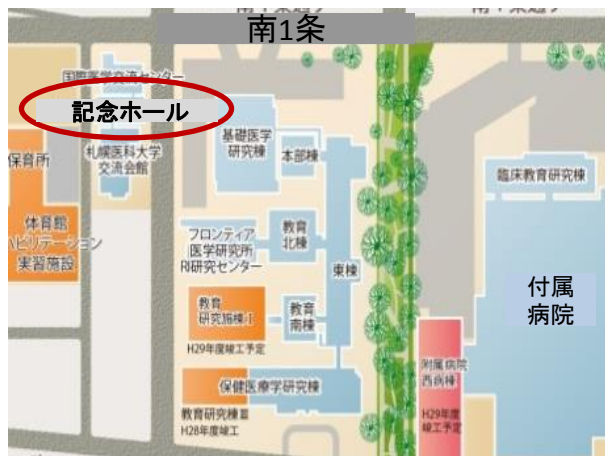 南1条
国際医学交流センター
記念ホール
札幌医科大学
交流会館
保育所
体育館
ハビリテーション
実習施設
基礎医学
研究棟
本部棟
臨床教育研究棟
フロンティア
医学研究所
RI研究センター
教育
北棟
東棟
教育
研究施棟I
H29年度竣工予定
教育
南棟
付属
病院
附属病院
西病棟
H29年度
竣工予定
保健医療学研究棟
教育研究棟Ⅲ
H28年度竣工